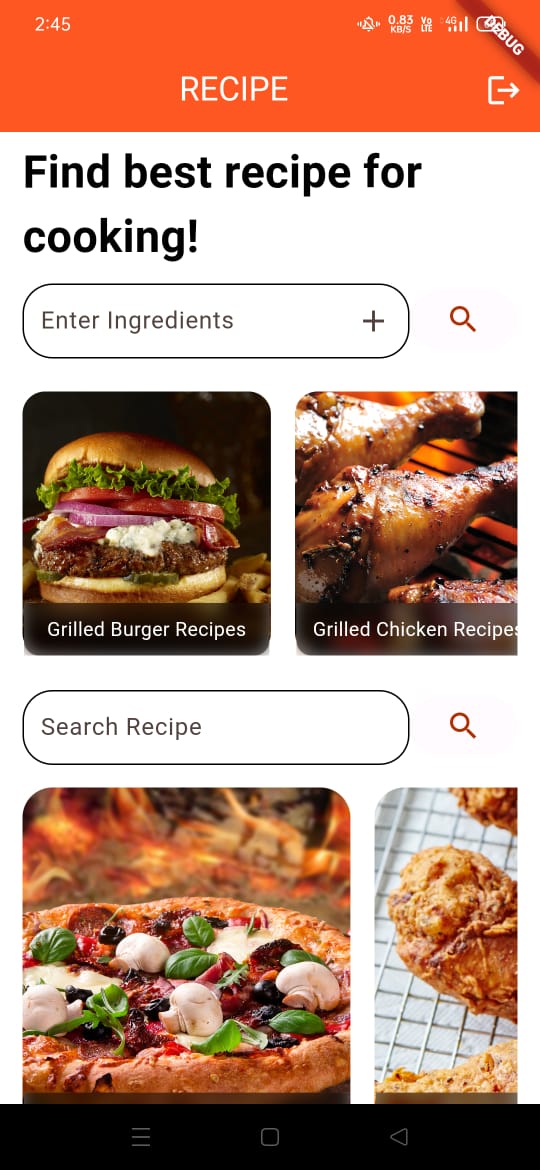 2:45
0.83
KB/S
Vo
LTE
4G
DEBUG
RECIPE
Find best recipe for
cooking!
Enter Ingredients
Grilled Burger Recipes
Grilled Chicken Recipes
Search Recipe